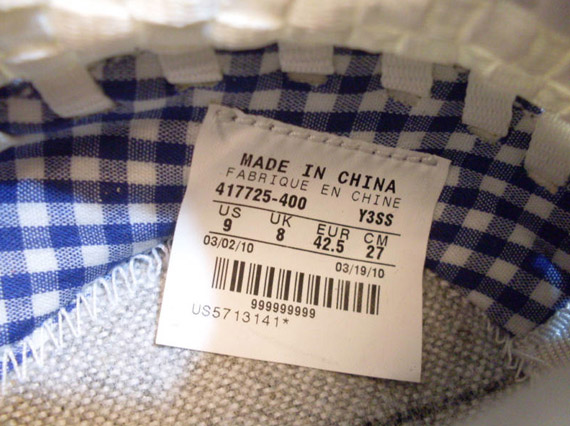 MADE IN CHINA
FABRIQUE EN CHINE
417725-400 Y3SS
US UK EUR CM
9 8 42.5 27
03/02/10 03/19/10
999999999
US5713141*